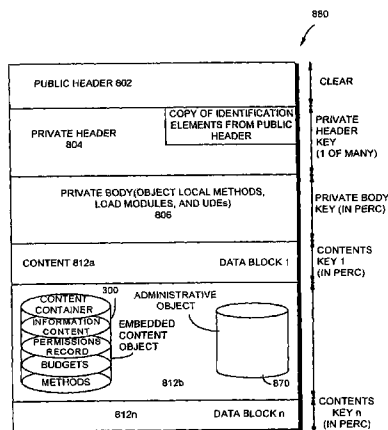 860
PUBLIC HEADER 802
CLEAR
COPY OF IDENTIFICATION
ELEMENTS FROM PUBLIC
HEADER
PRIVATE HEADER
804
PRIVATE
HEADER
KEY
(1 OF MANY)
PRIVATE BODY(OBJECT LOCAL METHODS,
LOAD MODULES, AND UDEs)
806
PRIVATE BODY
KEY (IN PERC)
CONTENT 812a
DATA BLOCK 1
CONTENTS
KEY 1
(IN PERC)
300
CONTENT
CONTAINER
INFORMATION
CONTENT
PERMISSIONS
RECORD
BUDGETS
METHODS
EMBEDDED
CONTENT
OBJECT
ADMINISTRATIVE
OBJECT
812b
870
812n
DATA BLOCK n
CONTENTS
KEY n
(IN PERC)